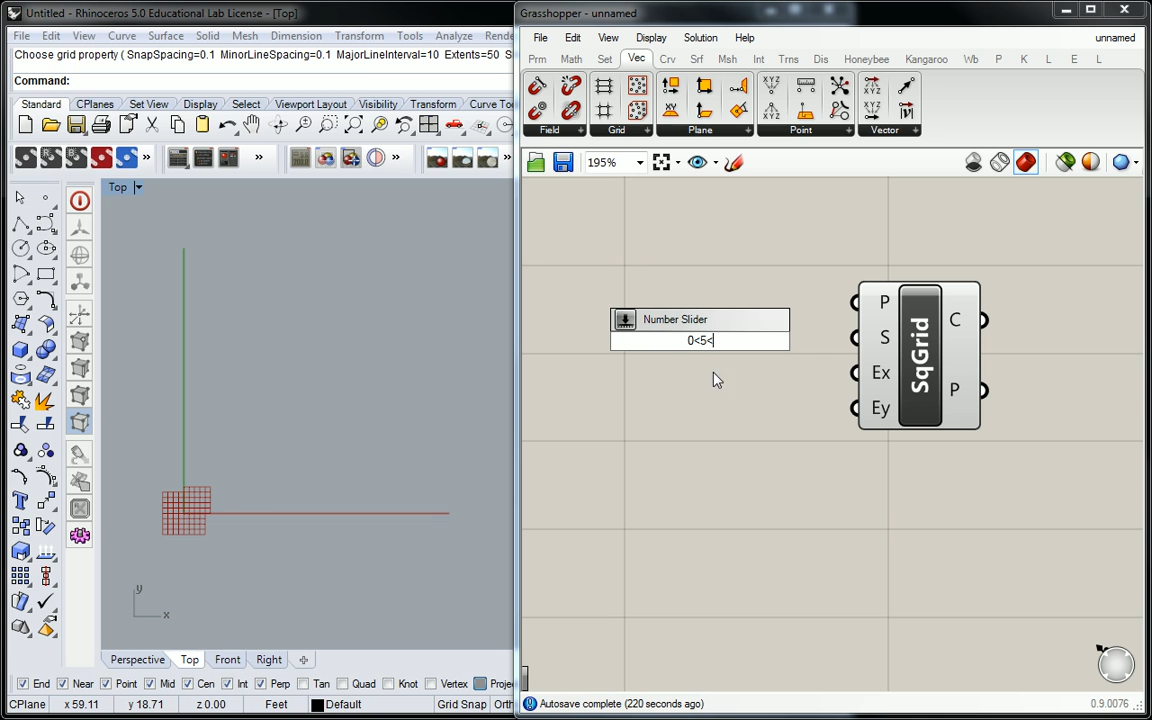 Untitled - Rhinoceros 5.0 Educational Lab License - [Top]
File Edit View Curve Surface Solid Mesh Dimension Transform Tools Analyze Rende
Choose grid property ( SnapSpacing=0.1 MinorLineSpacing=0.1 MajorLineInterval=10 Extents=50 S
Command:
Standard CPlanes Set View Display Select Viewport Layout Visibility Transform Curve Too
Top
y
x
Perspective Top Front Right
End Near Point Mid Cen Int Perp Tan Quad Knot Vertex Projec
CPlane x 59.11 y 18.71 z 0.00 Feet Default Grid Snap
Grasshopper - unnamed
File Edit View Display Solution Help unnamed
Prm Math Set Vec Crv Srf Msh Int Trns Dis Honeybee Kangaroo Wb P K L E L
Field Grid Plane Point Vector
195%
Number Slider
0<5<
P
S
Ex
Ey
SqGrid
C
P
Autosave complete (220 seconds ago) 0.9.0076